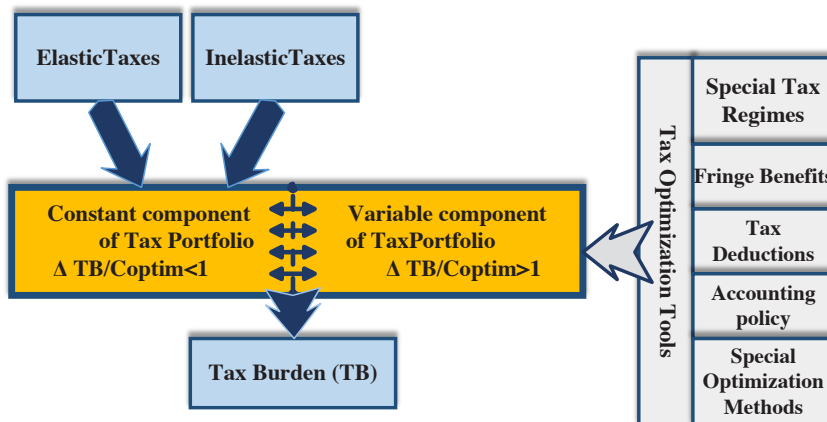 ElasticTaxes
InelasticTaxes
Constant component
of Tax Portfolio
Δ TB/Coptim<1
Variable component
of TaxPortfolio
Δ TB/Coptim>1
Tax Burden (TB)
Tax Optimization Tools
Special Tax
Regimes
Fringe Benefits
Tax
Deductions
Accounting
policy
Special
Optimization
Methods